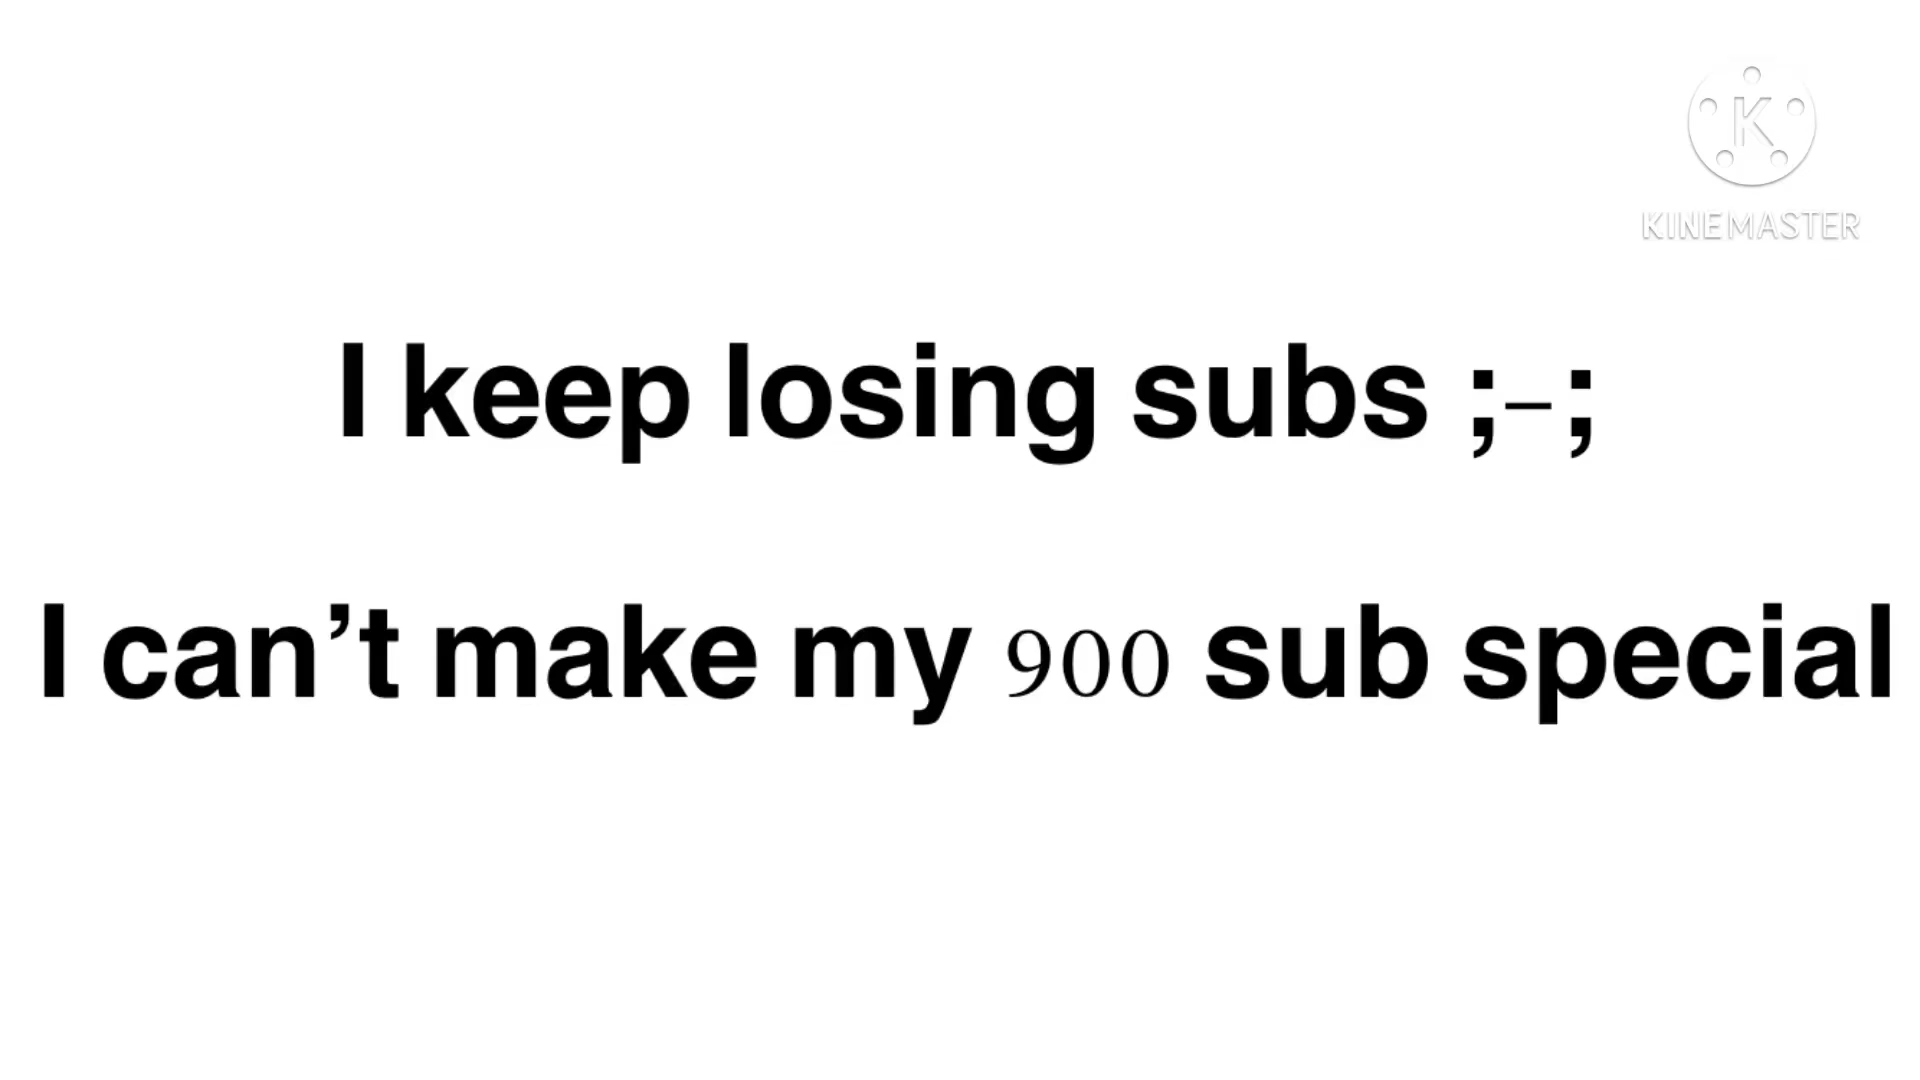 K
KINEMASTER
I keep losing subs ;-;
I can’t make my 900 sub special